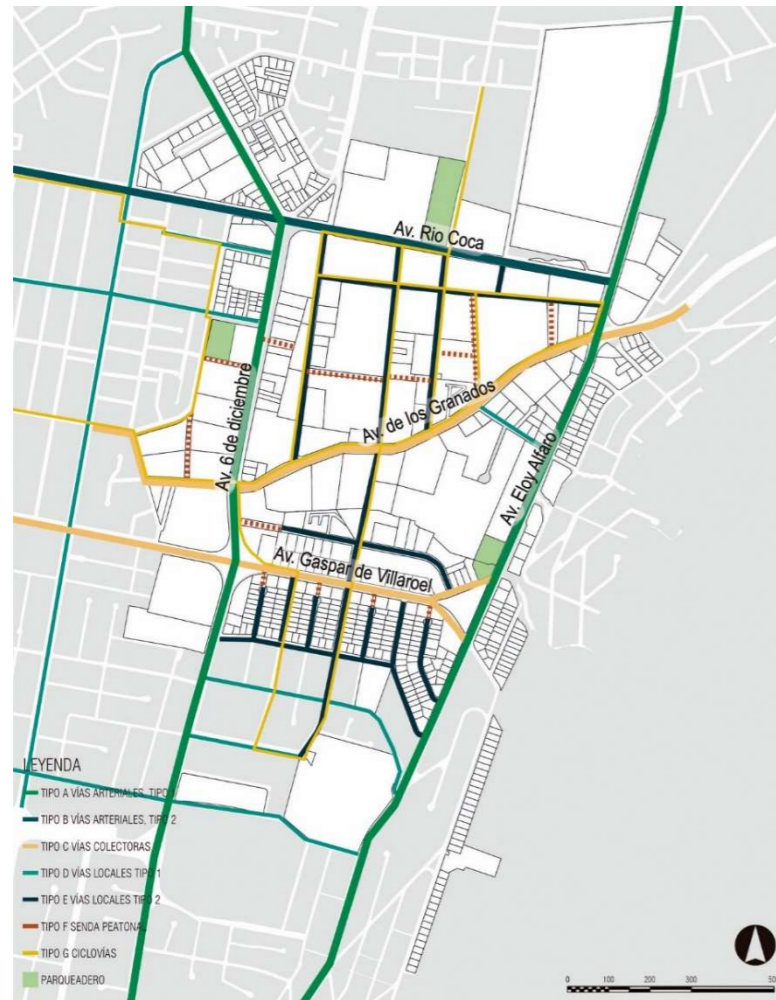 Av. Rio Coca
Av. de los Granados
Av. 6 de diciembre
Av. Eloy Alfaro
Av. Gaspar de Villaroel
LEYENDA
TIPO A VÍAS ARTERIALES, TIPO 1
TIPO B VÍAS ARTERIALES, TIPO 2
TIPO C VÍAS COLECTORAS
TIPO D VÍAS LOCALES TIPO 1
TIPO E VÍAS LOCALES TIPO 2
TIPO F SENDA PEATONAL
TIPO G CICLOVÍAS
PARQUEADERO
0 100 200 300